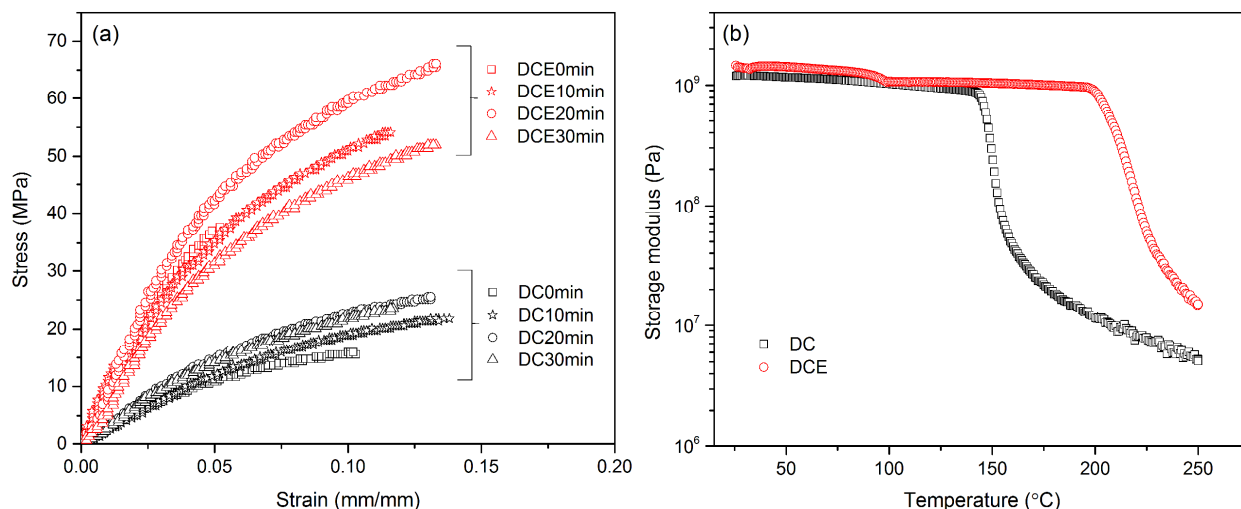 (a)
70
60
50
40
30
20
10
0
Stress (MPa)
DCE0min
DCE10min
DCE20min
DCE30min
DC0min
DC10min
DC20min
DC30min
0.00 0.05 0.10 0.15 0.20
Strain (mm/mm)
(b)
10⁹
10⁸
10⁷
10⁶
Storage modulus (Pa)
DC
DCE
50 100 150 200 250
Temperature (°C)